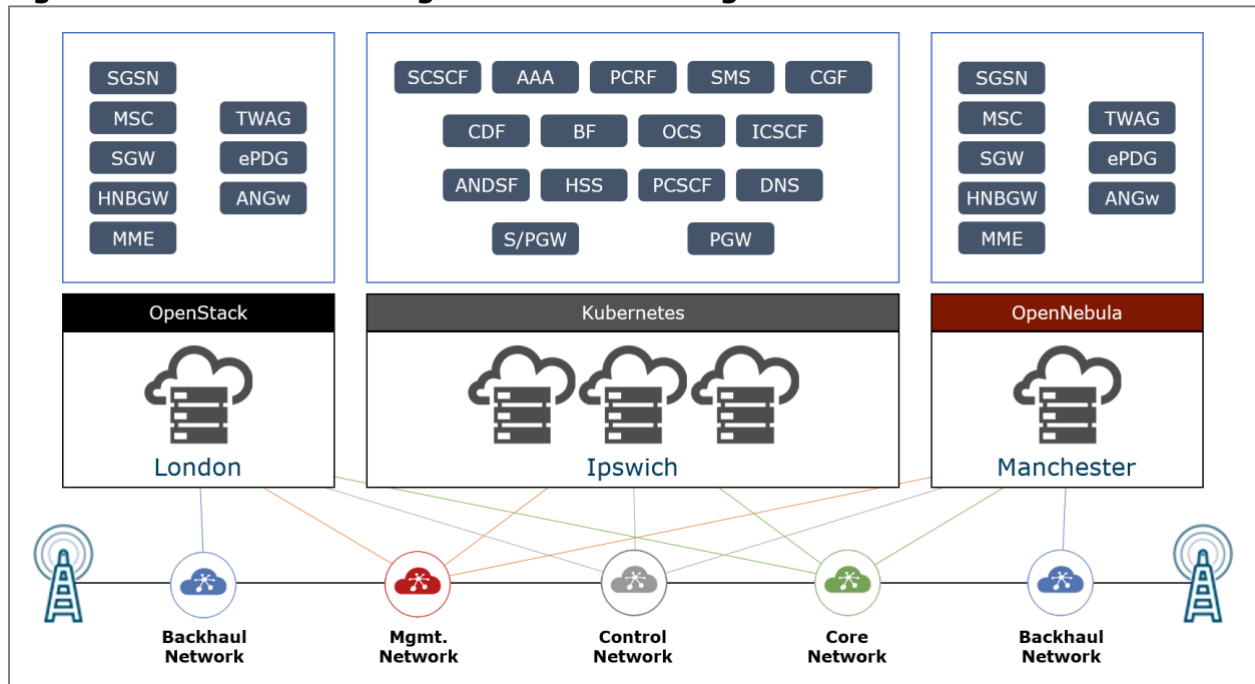 SGSN
MSC
SGW
HNBGW
MME
TWAG
ePDG
ANGw
SCSCF AAA PCRF SMS CGF
CDF BF OCS ICSCF
ANDSF HSS PCSCF DNS
S/PGW PGW
SGSN
MSC
SGW
HNBGW
MME
TWAG
ePDG
ANGw
OpenStack
London
Kubernetes
Ipswich
OpenNebula
Manchester
Backhaul
Network
Mgmt.
Network
Control
Network
Core
Network
Backhaul
Network